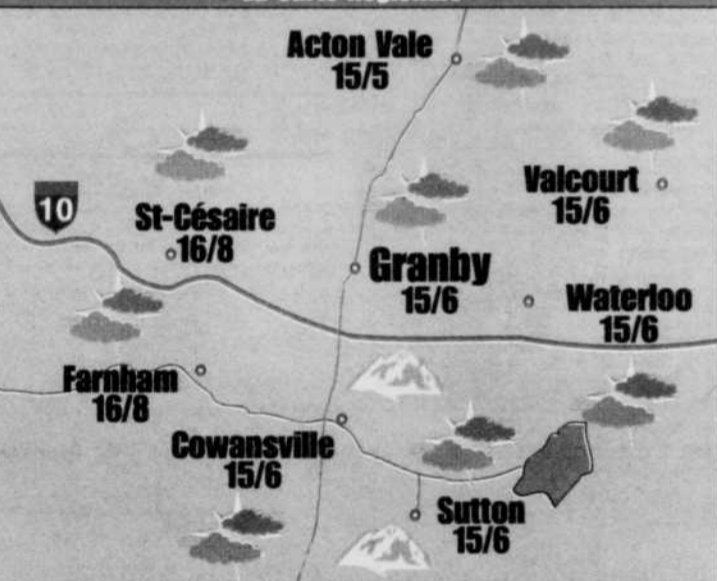 Acton Vale
15/5
Valcourt
15/6
10
St-Césaire
16/8
Granby
15/6
Waterloo
15/6
Farnham
16/8
Cowansville
15/6
Sutton
15/6